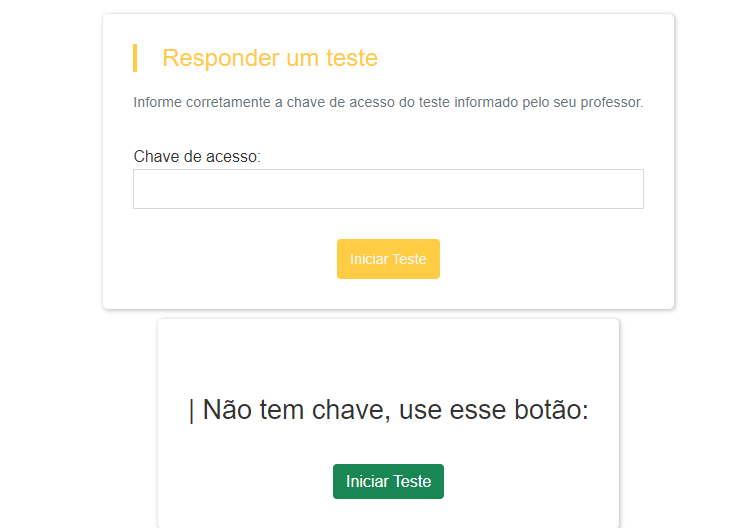 Responder um teste
Informe corretamente a chave de acesso do teste informado pelo seu professor.
Chave de acesso:
Iniciar Teste
| Não tem chave, use esse botão:
Iniciar Teste